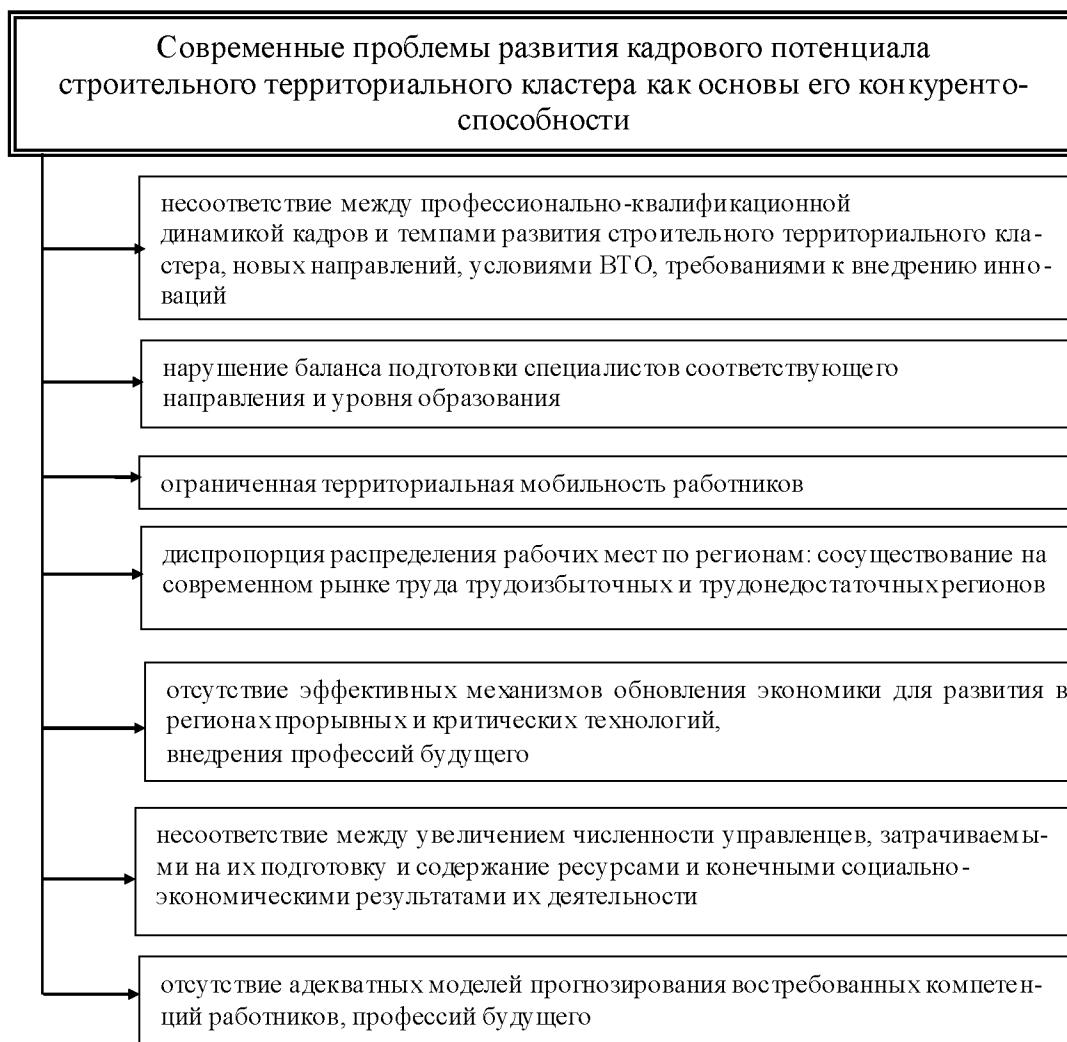 Современные проблемы развития кадрового потенциала
строительного территориального кластера как основы его конкуренто-
способности
несоответствие между профессионально-квалификационной
динамикой кадров и темпами развития строительного территориального кла-
стера, новых направлений, условиями ВТО, требованиями к внедрению инно-
ваций
нарушение баланса подготовки специалистов соответствующего
направления и уровня образования
ограниченная территориальная мобильность работников
диспропорция распределения рабочих мест по регионам: сосуществование на
современном рынке труда трудоизбыточных и трудонедостаточных регионов
отсутствие эффективных механизмов обновления экономики для развития в
регионах прорывных и критических технологий,
внедрения профессий будущего
несоответствие между увеличением численности управленцев, затрачиваемы-
ми на их подготовку и содержание ресурсами и конечными социально-
экономическими результатами их деятельности
отсутствие адекватных моделей прогнозирования востребованных компетен-
ций работников, профессий будущего